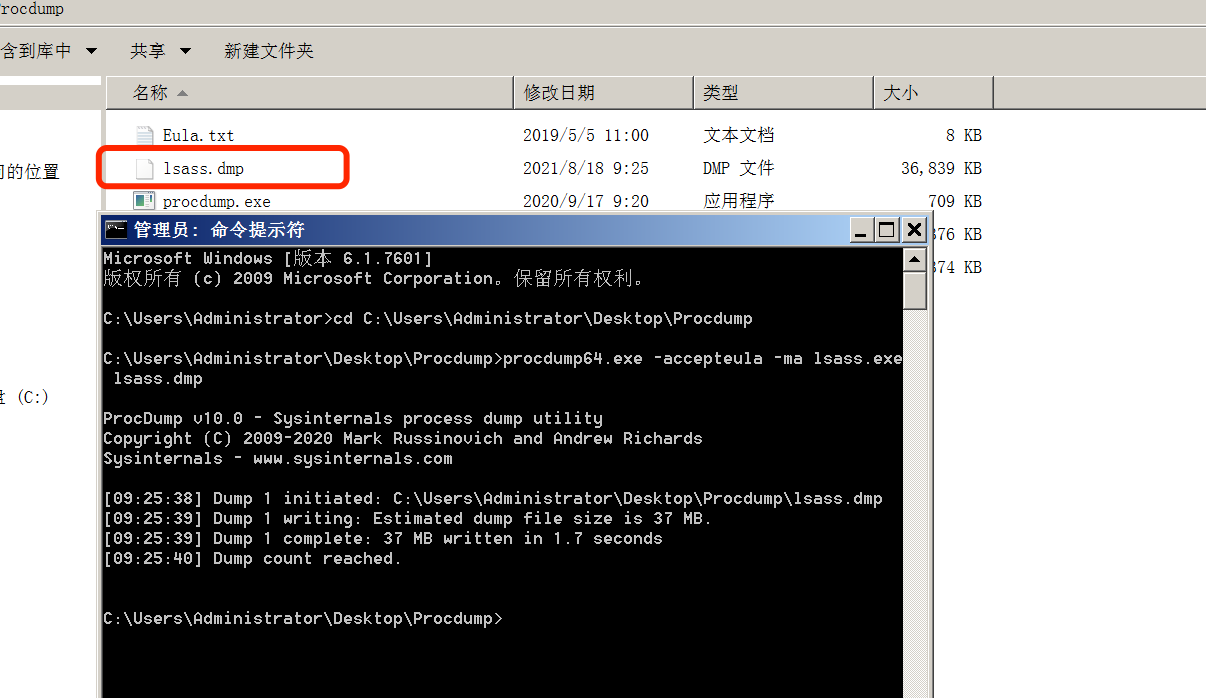 Procdump
含到库中 共享 新建文件夹
名称 修改日期 类型 大小
Eula.txt 2019/5/5 11:00 文本文档 8 KB
lsass.dmp 2021/8/18 9:25 DMP 文件 36,839 KB
的位置
procdump.exe 2020/9/17 9:20 应用程序 709 KB
管理员: 命令提示符
376 KB
374 KB
Microsoft Windows [版本 6.1.7601]
版权所有 (c) 2009 Microsoft Corporation。保留所有权利。
C:\Users\Administrator>cd C:\Users\Administrator\Desktop\Procdump
C:\Users\Administrator\Desktop\Procdump>procdump64.exe -accepteula -ma lsass.exe
lsass.dmp
(C:)
ProcDump v10.0 - Sysinternals process dump utility
Copyright (C) 2009-2020 Mark Russinovich and Andrew Richards
Sysinternals - www.sysinternals.com
[09:25:38] Dump 1 initiated: C:\Users\Administrator\Desktop\Procdump\lsass.dmp
[09:25:39] Dump 1 writing: Estimated dump file size is 37 MB.
[09:25:39] Dump 1 complete: 37 MB written in 1.7 seconds
[09:25:40] Dump count reached.
C:\Users\Administrator\Desktop\Procdump>